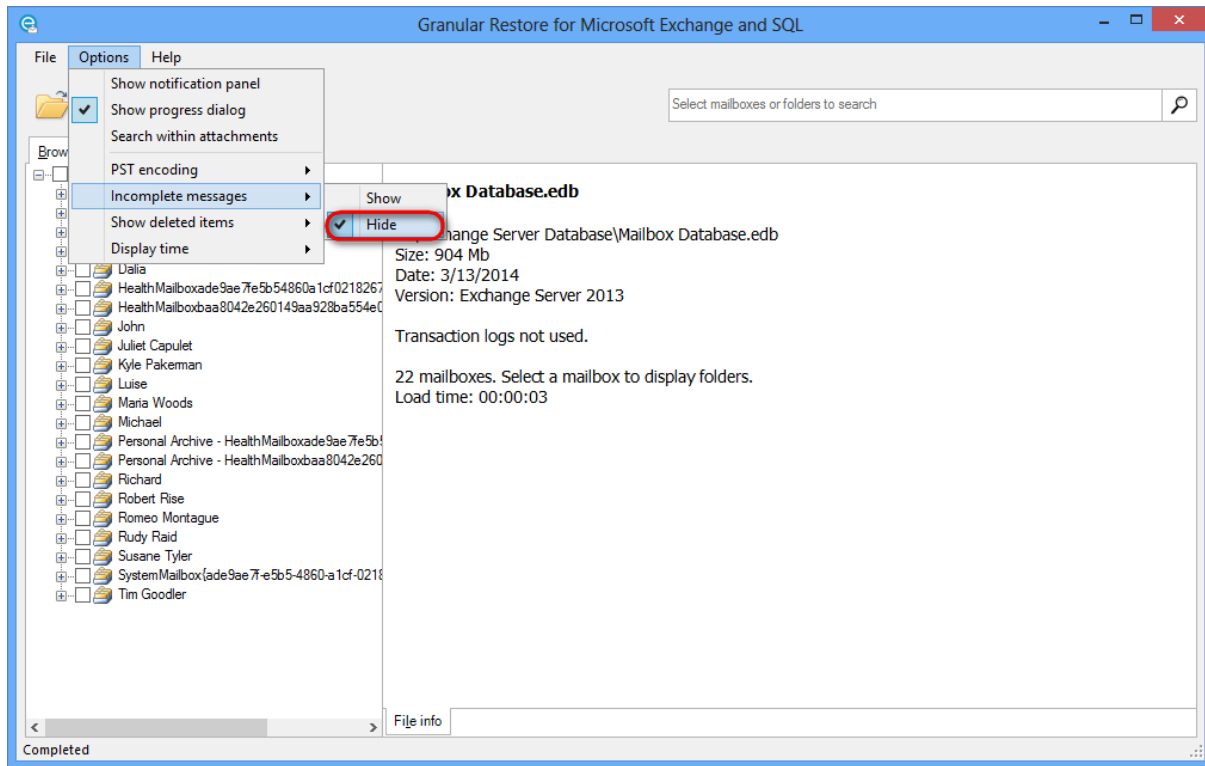 Granular Restore for Microsoft Exchange and SQL
File Options Help
Show notification panel
Show progress dialog
Search within attachments
PST encoding
Incomplete messages
Show deleted items
Display time
Show
Hide
Select mailboxes or folders to search
Brow
Dalia
HealthMailboxade9ae7fe5b54860a1cf0218267
HealthMailboxbaa8042e260149aa928ba554e0
John
Juliet Capulet
Kyle Pakerman
Luise
Maria Woods
Michael
Personal Archive - HealthMailboxade9ae7fe5b5
Personal Archive - HealthMailboxbaa8042e260
Richard
Robert Rise
Romeo Montague
Rudy Raid
Susane Tyler
SystemMailbox{ade9ae7f-e5b5-4860-a1cf-0218
Tim Goodler
x Database.edb
hange Server Database\Mailbox Database.edb
Size: 904 Mb
Date: 3/13/2014
Version: Exchange Server 2013
Transaction logs not used.
22 mailboxes. Select a mailbox to display folders.
Load time: 00:00:03
File info
Completed